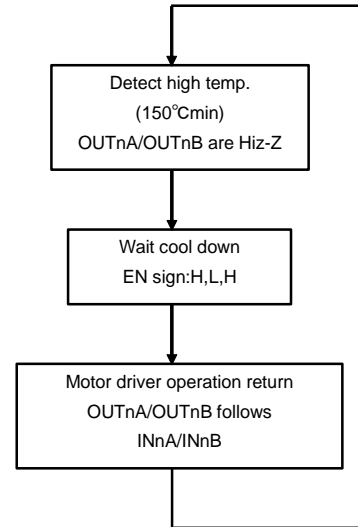 Detect high temp.
(150°Cmin)
OUTnA/OUTnB are Hiz-Z
Wait cool down
EN sign:H,L,H
Motor driver operation return
OUTnA/OUTnB follows
INnA/INnB